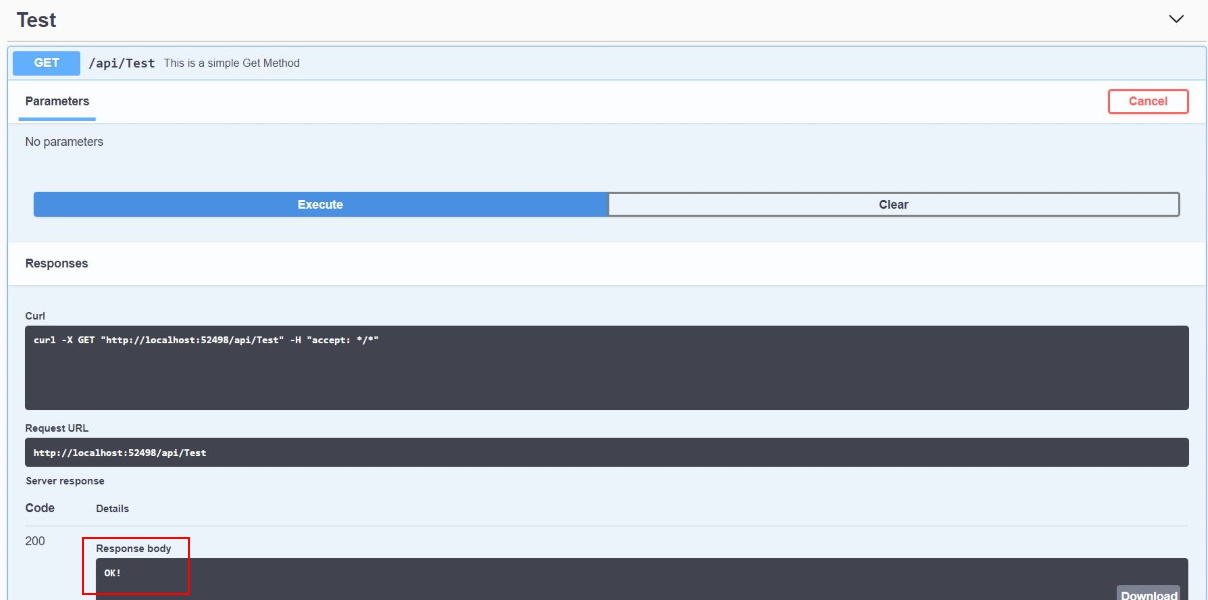 Test
GET /api/Test This is a simple Get Method
Parameters
Cancel
No parameters
Execute
Clear
Responses
Curl
curl -X GET "http://localhost:52498/api/Test" -H "accept: */*"
Request URL
http://localhost:52498/api/Test
Server response
Code Details
200
Response body
OK!
Download